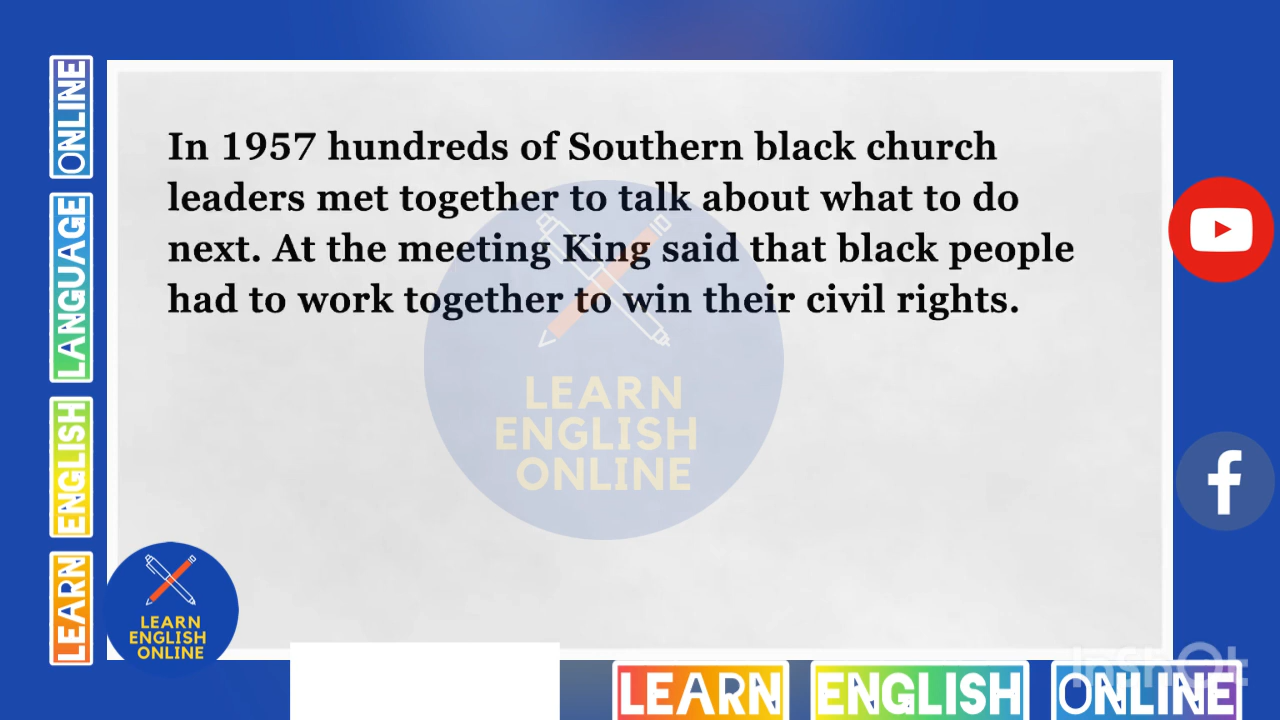 In 1957 hundreds of Southern black church
leaders met together to talk about what to do
next. At the meeting King said that black people
had to work together to win their civil rights.
LEARN
ENGLISH
ONLINE
LEARN ENGLISH LANGUAGE ONLINE
LEARN
ENGLISH
ONLINE
LEARN ENGLISH ONLINE
InShOt